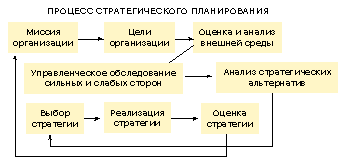 ПРОЦЕСС СТРАТЕГИЧЕСКОГО ПЛАНИРОВАНИЯ
Миссия
организации
Цели
организации
Оценка и анализ
внешней среды
Управленческое обследование
сильных и слабых сторон
Анализ стратегических
альтернатив
Выбор
стратегии
Реализация
стратегии
Оценка
стратегии